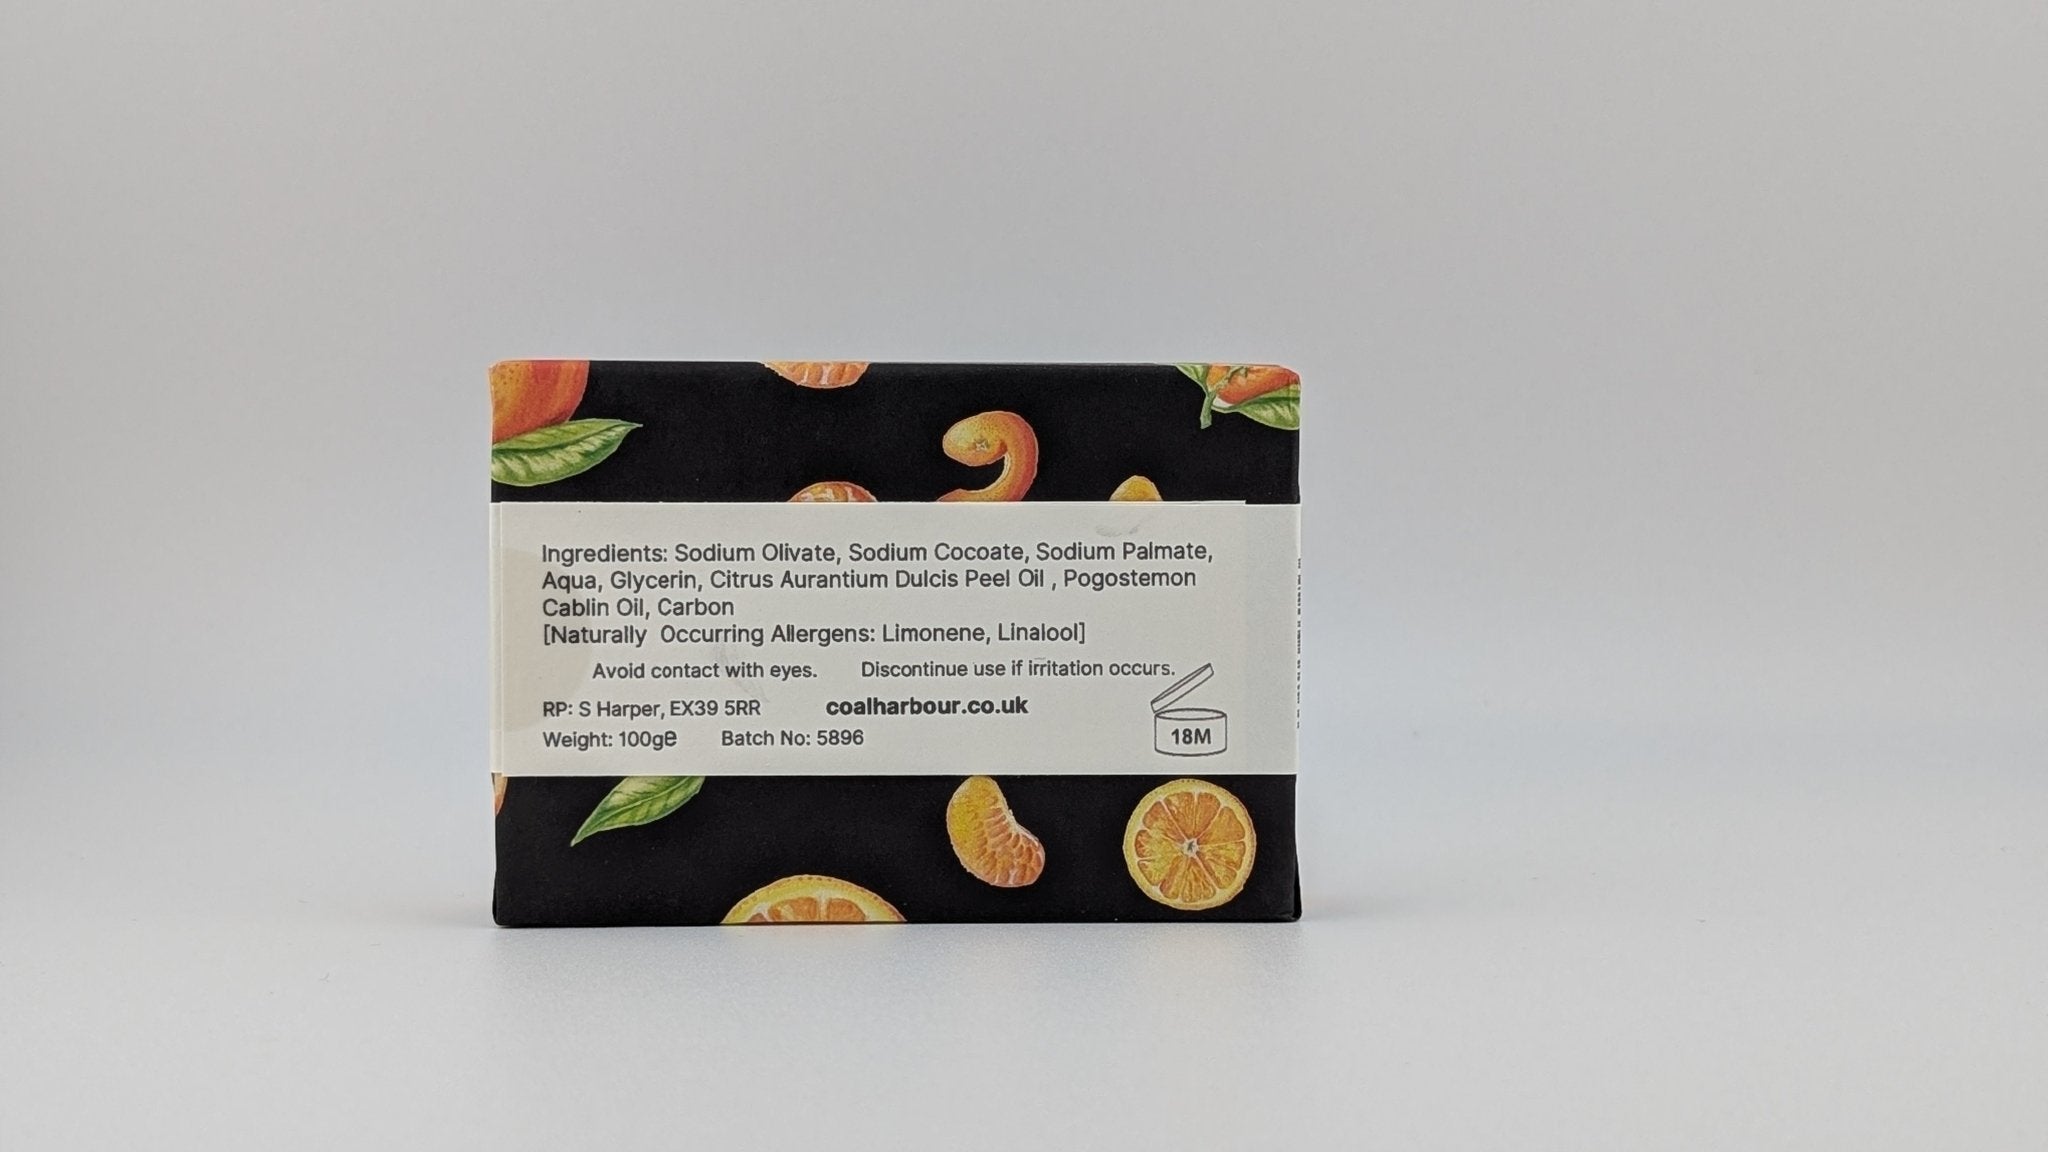 Ingredients: Sodium Olivate, Sodium Cocoate, Sodium Palmate,
Aqua, Glycerin, Citrus Aurantium Dulcis Peel Oil , Pogostemon
Cablin Oil, Carbon
[Naturally Occurring Allergens: Limonene, Linalool]
Avoid contact with eyes. Discontinue use if irritation occurs.
RP: S Harper, EX39 5RR coalharbour.co.uk
Weight: 100g℮ Batch No: 5896
18M